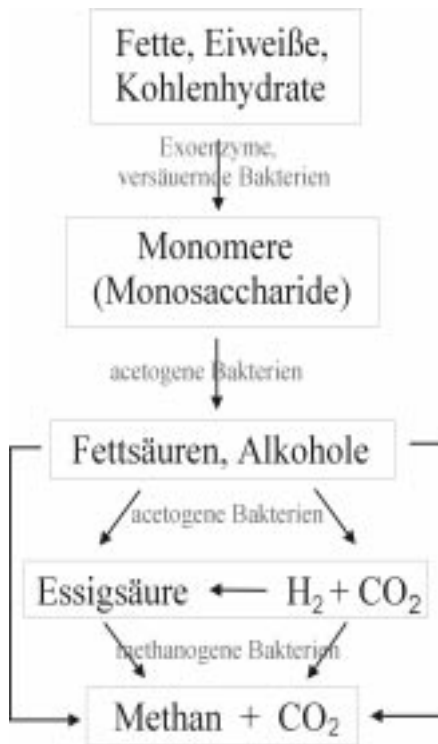 Fette, Eiweiße,
Kohlenhydrate
Exoenzyme,
versäuernde Bakterien
Monomere
(Monosaccharide)
acetogene Bakterien
Fettsäuren, Alkohole
acetogene Bakterien
Essigsäure H₂ + CO₂
methanogene Bakterien
Methan + CO₂